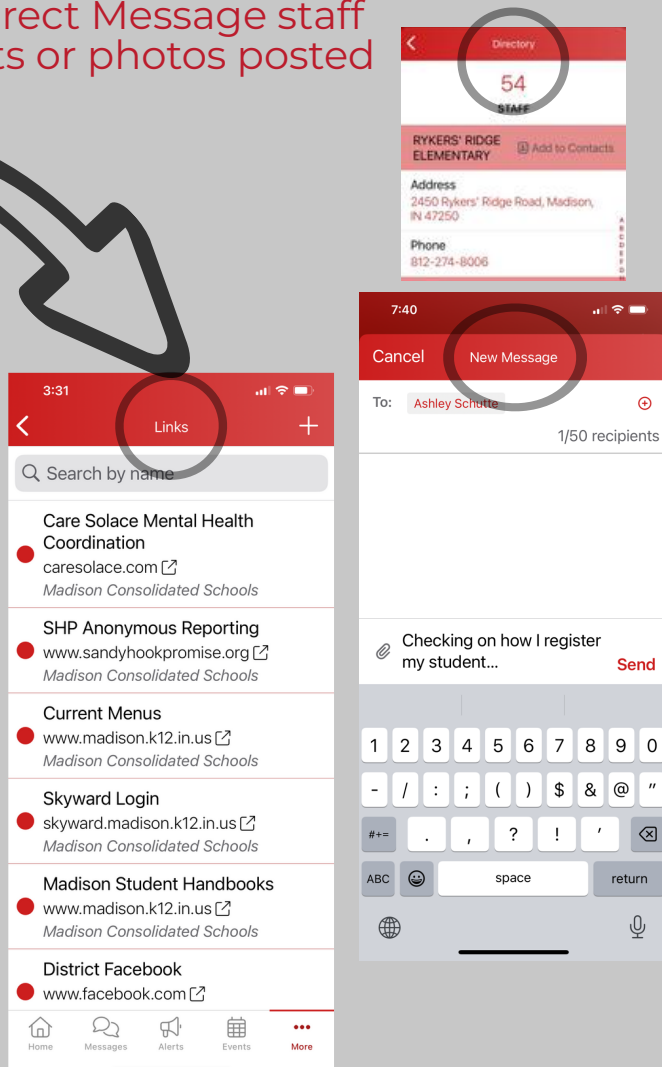 rect Message staff
ts or photos posted
Directory
54
STAFF
RYKERS' RIDGE
ELEMENTARY
Add to Contacts
Address
2450 Rykers' Ridge Road, Madison,
IN 47250
Phone
812-274-8006
A
B
C
D
E
F
G
7:40
Cancel
New Message
To: Ashley Schutte
1/50 recipients
Checking on how I register
my student...
Send
1 2 3 4 5 6 7 8 9 0
- / : ; ( ) $ & @ "
#+= . , ? ! '
ABC space return
3:31
Links
Search by name
Care Solace Mental Health
Coordination
caresolace.com
Madison Consolidated Schools
SHP Anonymous Reporting
www.sandyhookpromise.org
Madison Consolidated Schools
Current Menus
www.madison.k12.in.us
Madison Consolidated Schools
Skyward Login
skyward.madison.k12.in.us
Madison Consolidated Schools
Madison Student Handbooks
www.madison.k12.in.us
Madison Consolidated Schools
District Facebook
www.facebook.com
Home Messages Alerts Events More